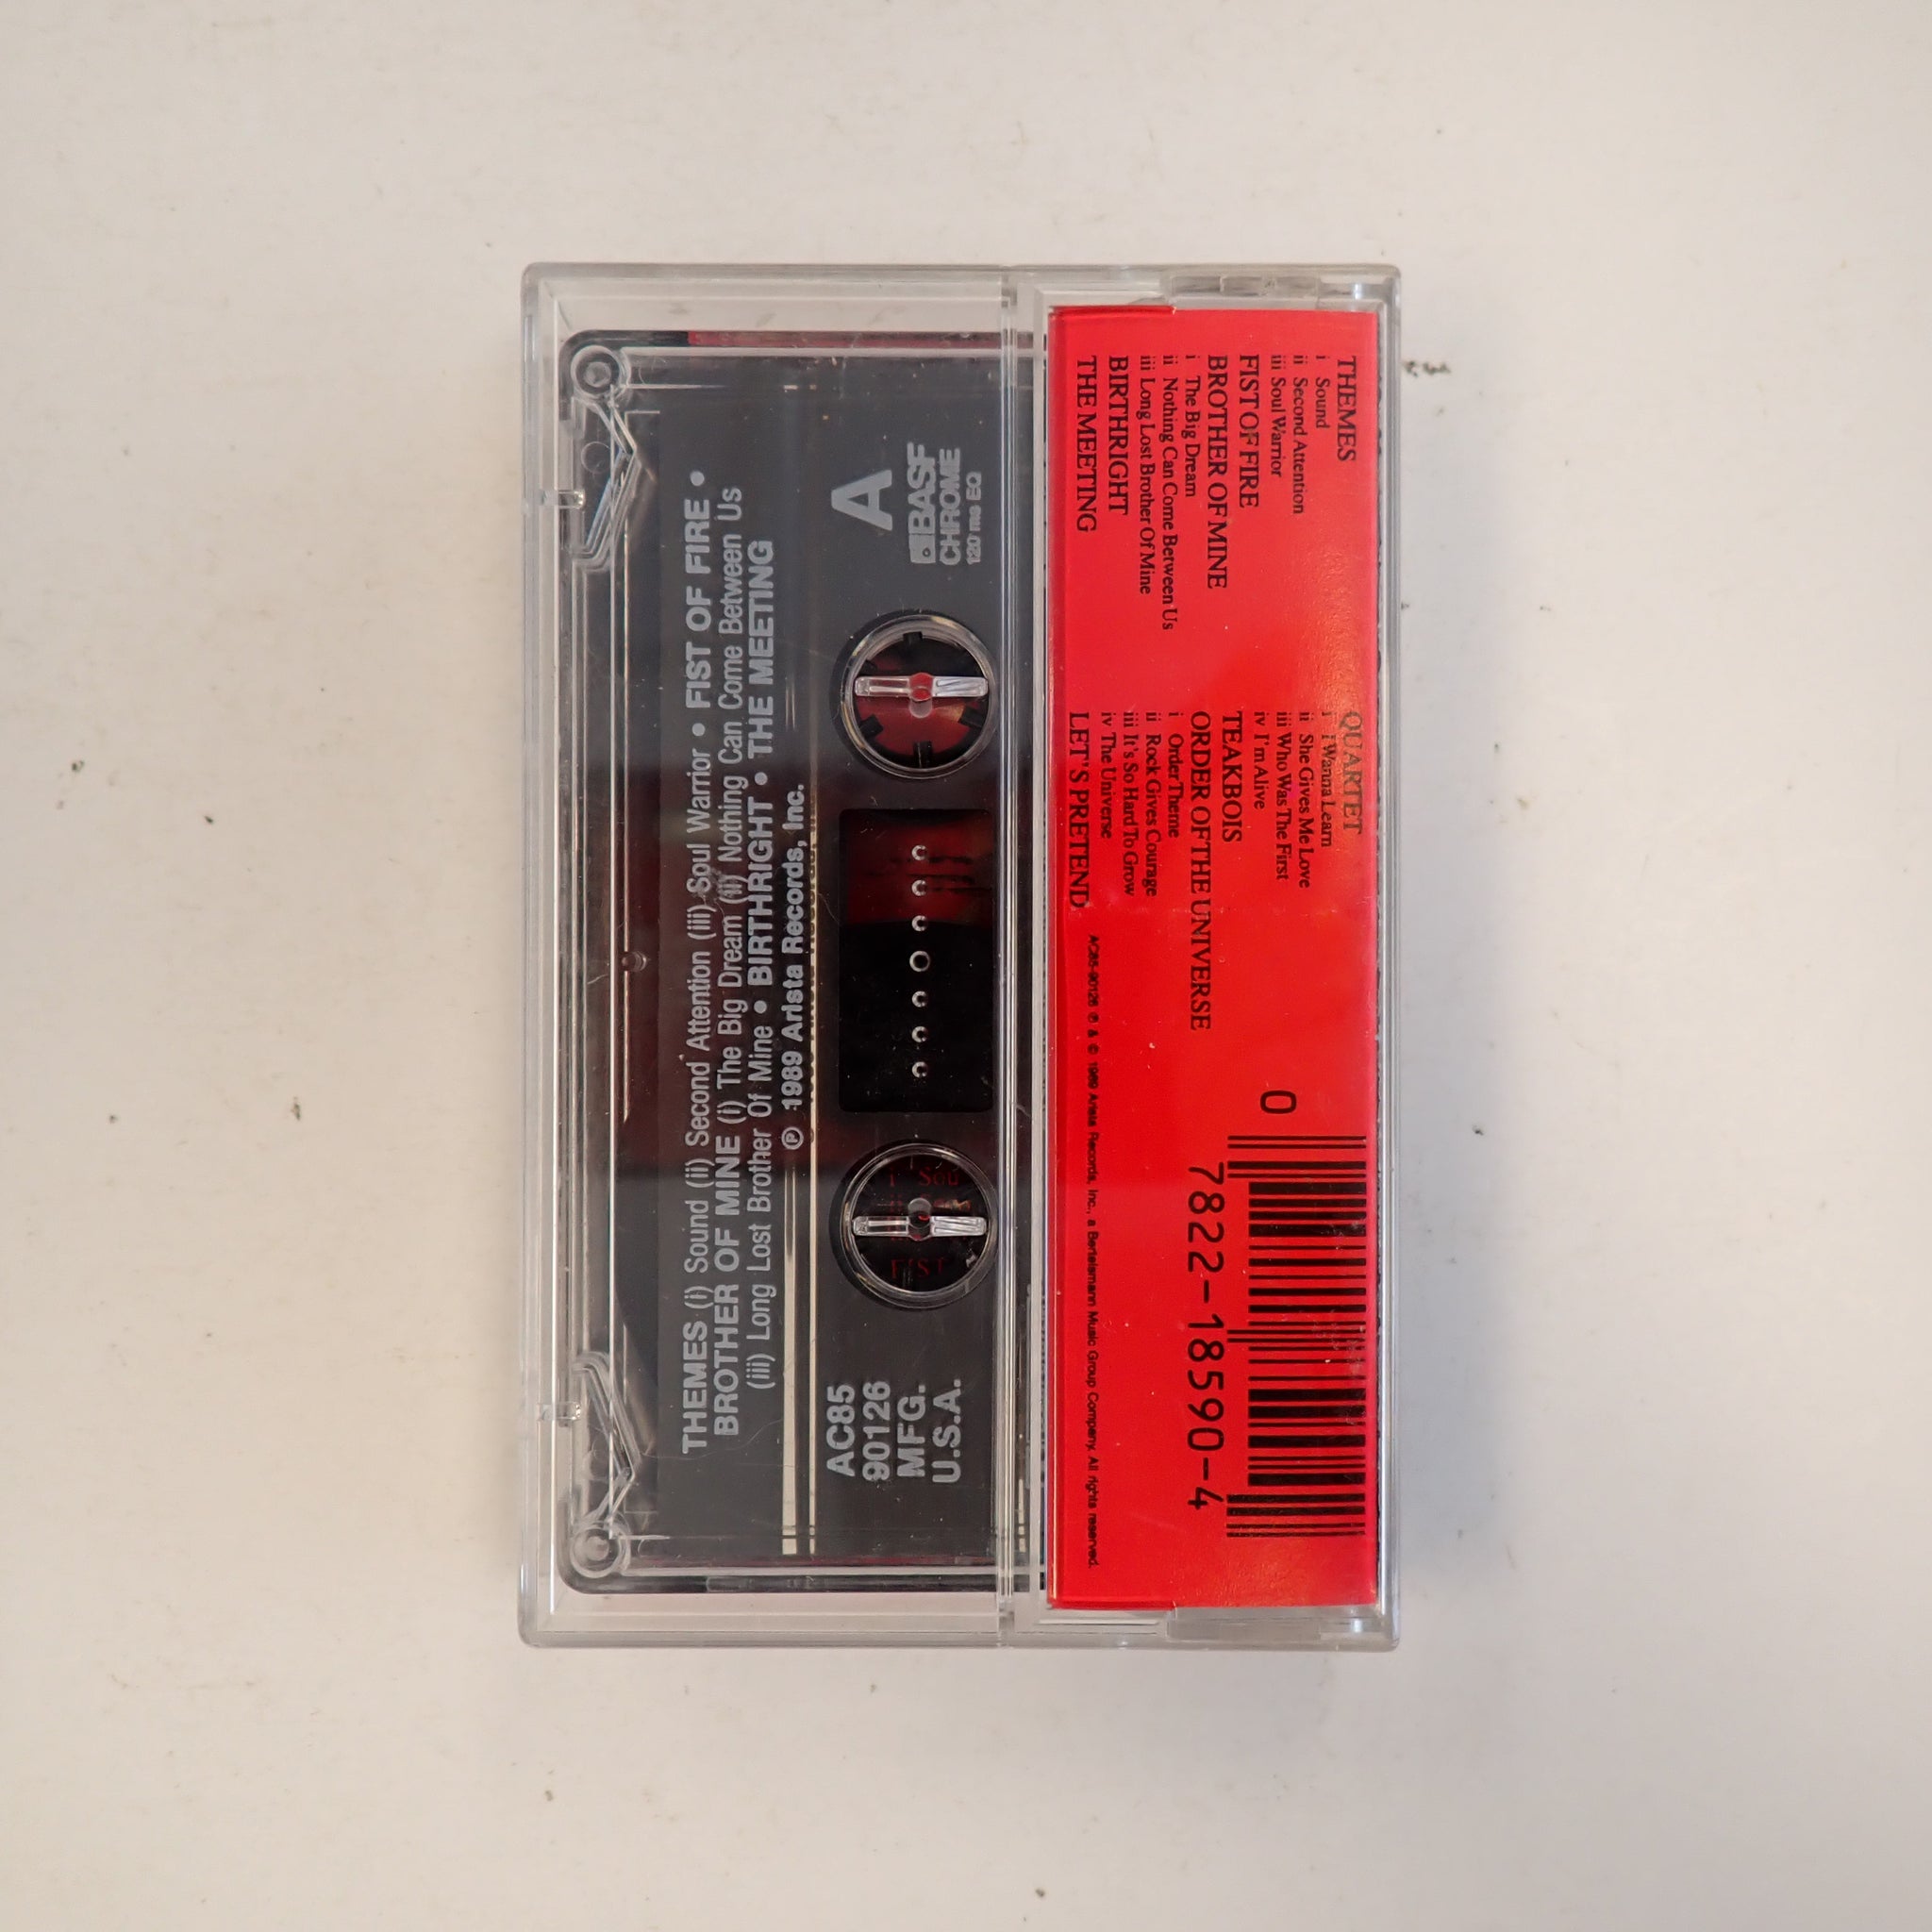 THEMES (i) Sound (ii) Second Attention (iii) Soul Warrior • FIST OF FIRE •
BROTHER OF MINE (i) The Big Dream (ii) Nothing Can Come Between Us
(iii) Long Lost Brother Of Mine • BIRTHRIGHT • THE MEETING
℗ 1989 Arista Records, Inc.
AC85
90126
MFG.
U.S.A.
A
BASF
CHROME
120 ms EQ
THEMES
i Sound
ii Second Attention
iii Soul Warrior
FIST OF FIRE
BROTHER OF MINE
i The Big Dream
ii Nothing Can Come Between Us
iii Long Lost Brother Of Mine
BIRTHRIGHT
THE MEETING
QUARTET
i I Wanna Learn
ii She Gives Me Love
iii Who Was The First
iv I'm Alive
TEAKBOIS
ORDER OF THE UNIVERSE
i Order Theme
ii Rock Gives Courage
iii It's So Hard To Grow
iv The Universe
LET'S PRETEND
AC85-90126 ℗ & © 1989 Arista Records, Inc., a Bertelsmann Music Group Company. All rights reserved.
0
7822-18590-4